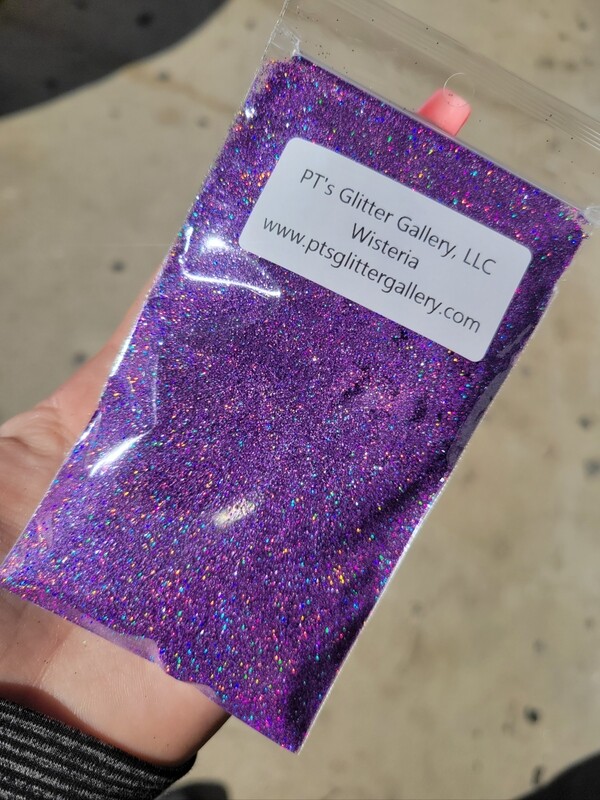 PT's Glitter Gallery, LLC
Wisteria
www.ptsglittergallery.com